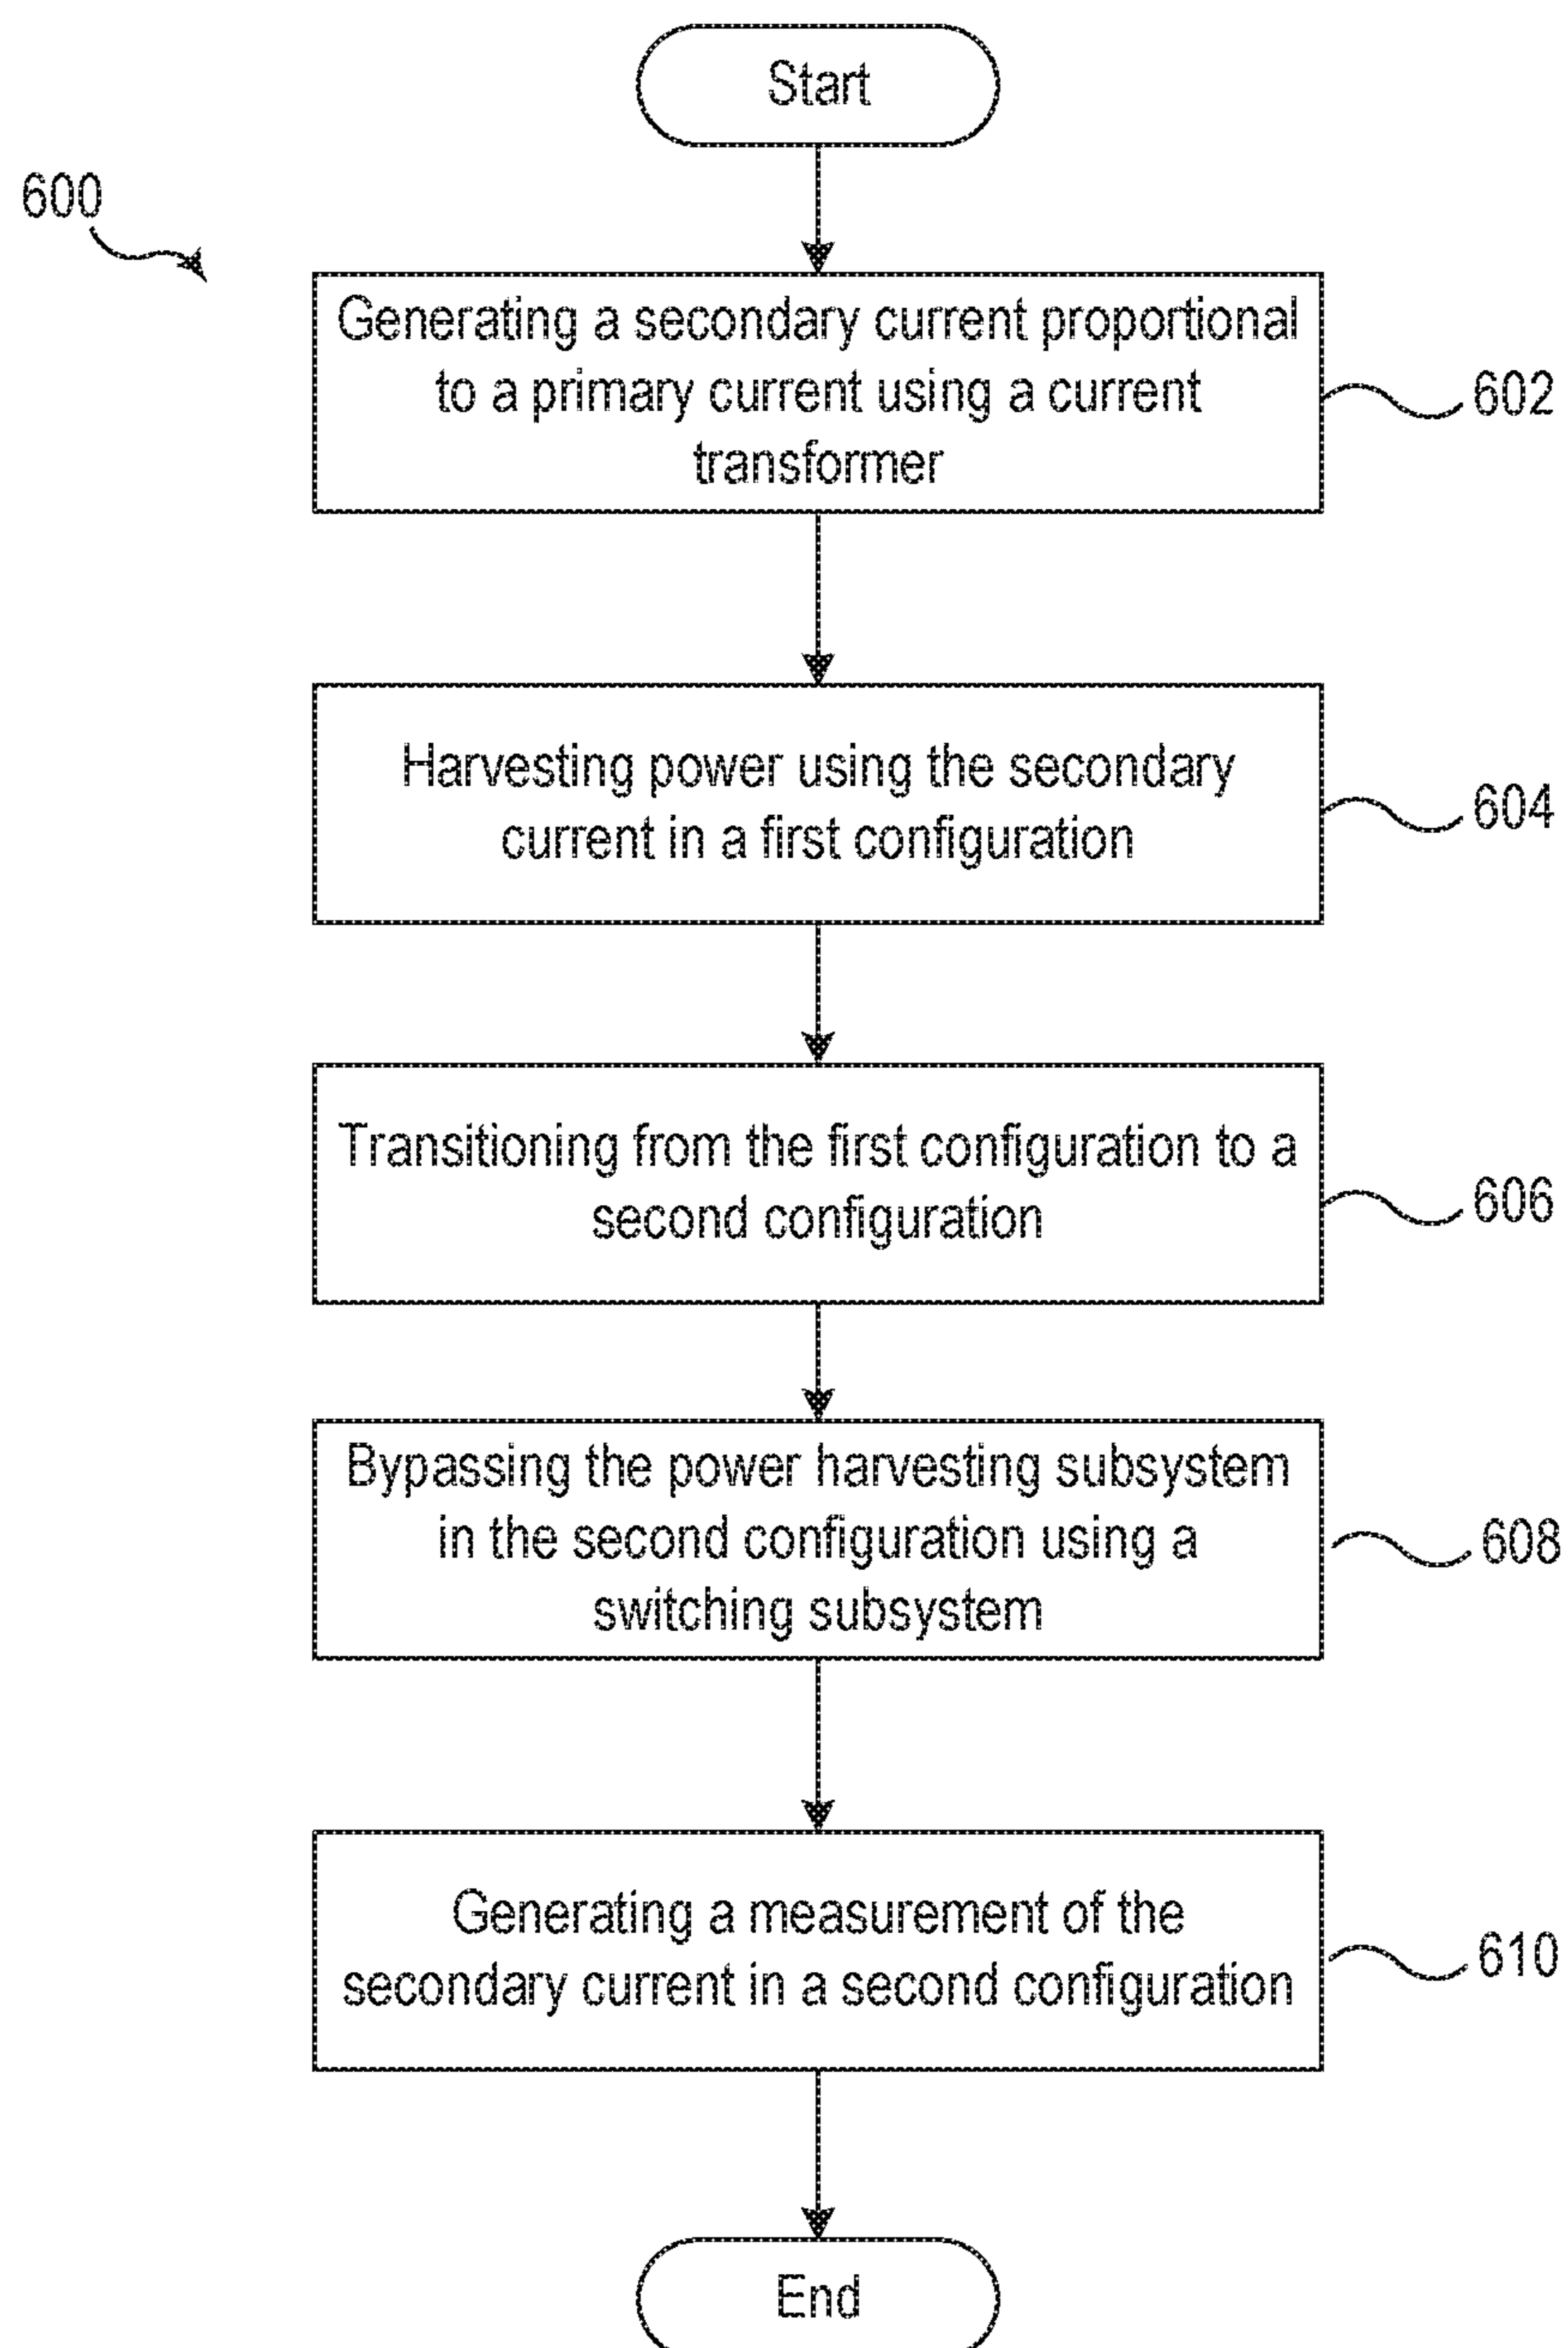 Start
600
Generating a secondary current proportional
to a primary current using a current
transformer
602
Harvesting power using the secondary
current in a first configuration
604
Transitioning from the first configuration to a
second configuration
606
Bypassing the power harvesting subsystem
in the second configuration using a
switching subsystem
608
Generating a measurement of the
secondary current in a second configuration
610
End